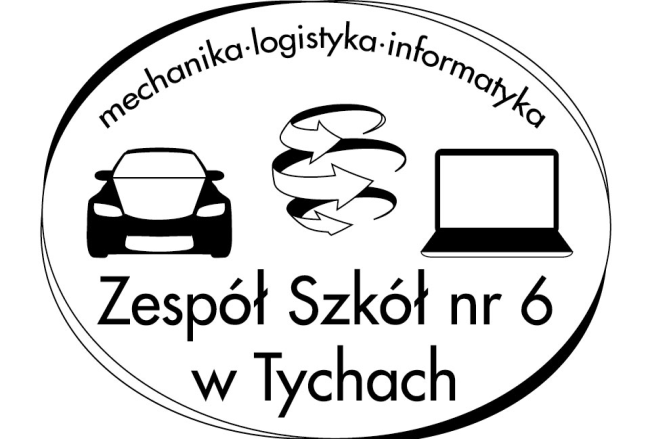 mechanika·logistyka·informatyka
Zespół Szkół nr 6
w Tychach